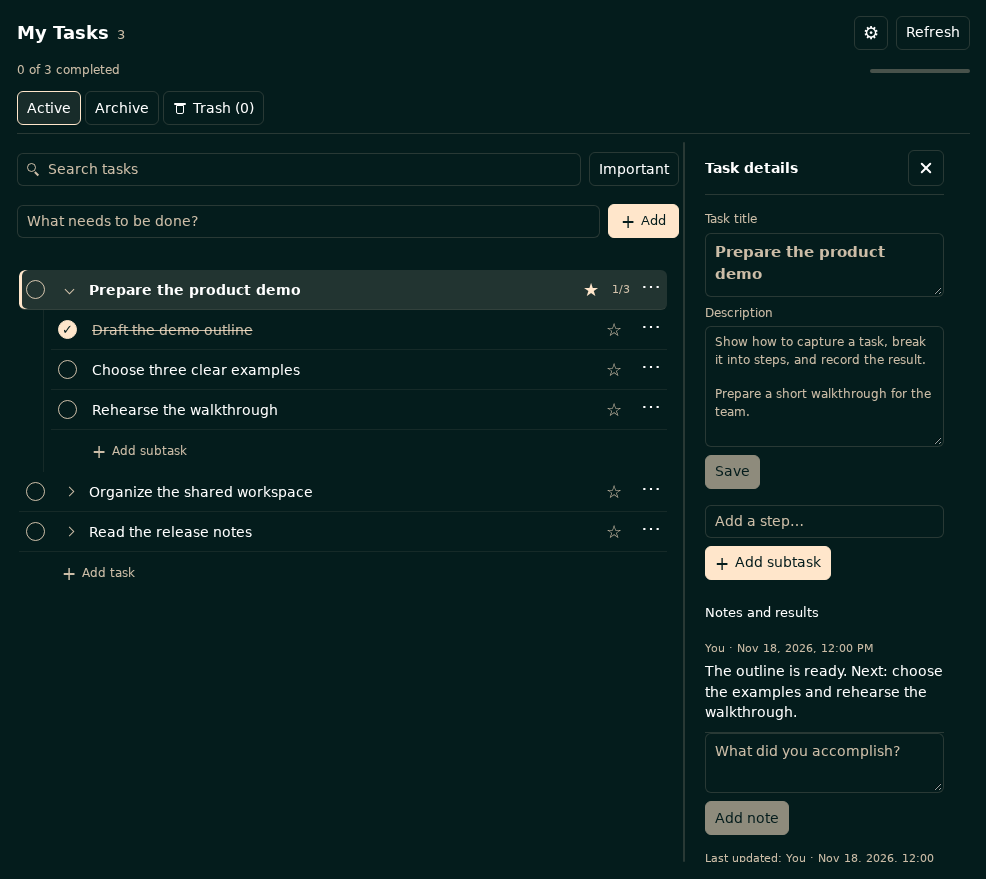 My Tasks 3
Refresh
0 of 3 completed
Active
Archive
Trash (0)
Search tasks
Important
What needs to be done?
+ Add
Prepare the product demo
1/3
Draft the demo outline
Choose three clear examples
Rehearse the walkthrough
+ Add subtask
Organize the shared workspace
Read the release notes
+ Add task
Task details
Task title
Prepare the product
demo
Description
Show how to capture a task, break
it into steps, and record the result.
Prepare a short walkthrough for the
team.
Save
Add a step...
+ Add subtask
Notes and results
You · Nov 18, 2026, 12:00 PM
The outline is ready. Next: choose
the examples and rehearse the
walkthrough.
What did you accomplish?
Add note
Last updated: You · Nov 18, 2026, 12:00